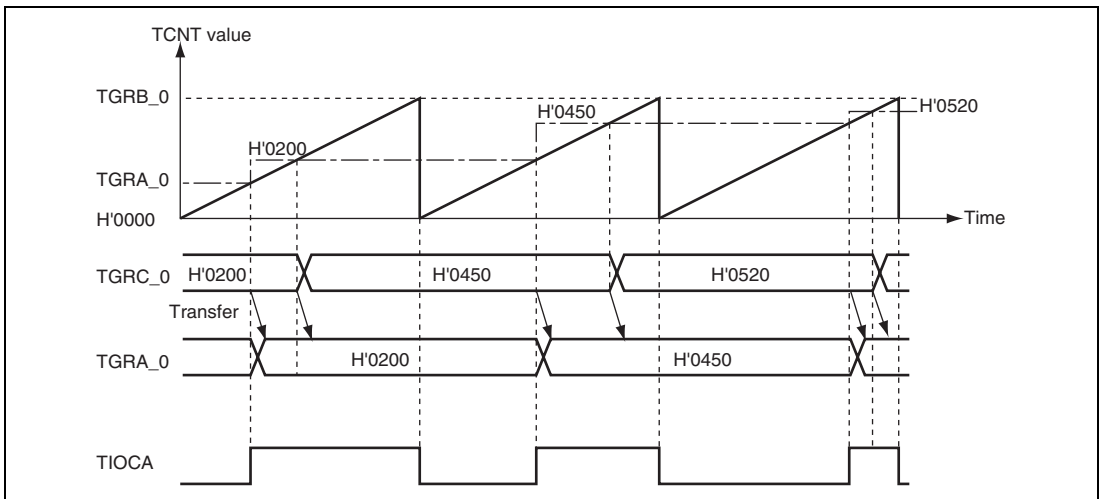 TCNT value
TGRB_0
H'0520
H'0450
H'0200
TGRA_0
H'0000
Time
TGRC_0
H'0200
H'0450
H'0520
Transfer
TGRA_0
H'0200
H'0450
TIOCA